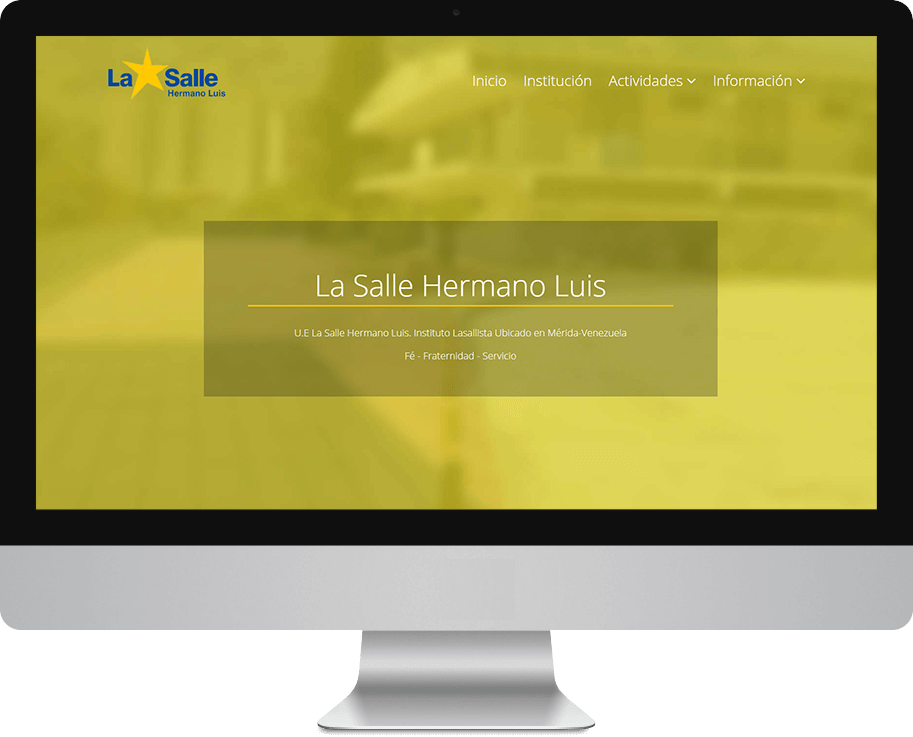 La Salle
Hermano Luis
Inicio Institución Actividades Información
La Salle Hermano Luis
U.E La Salle Hermano Luis. Instituto Lasallista Ubicado en Mérida-Venezuela
Fé - Fraternidad - Servicio